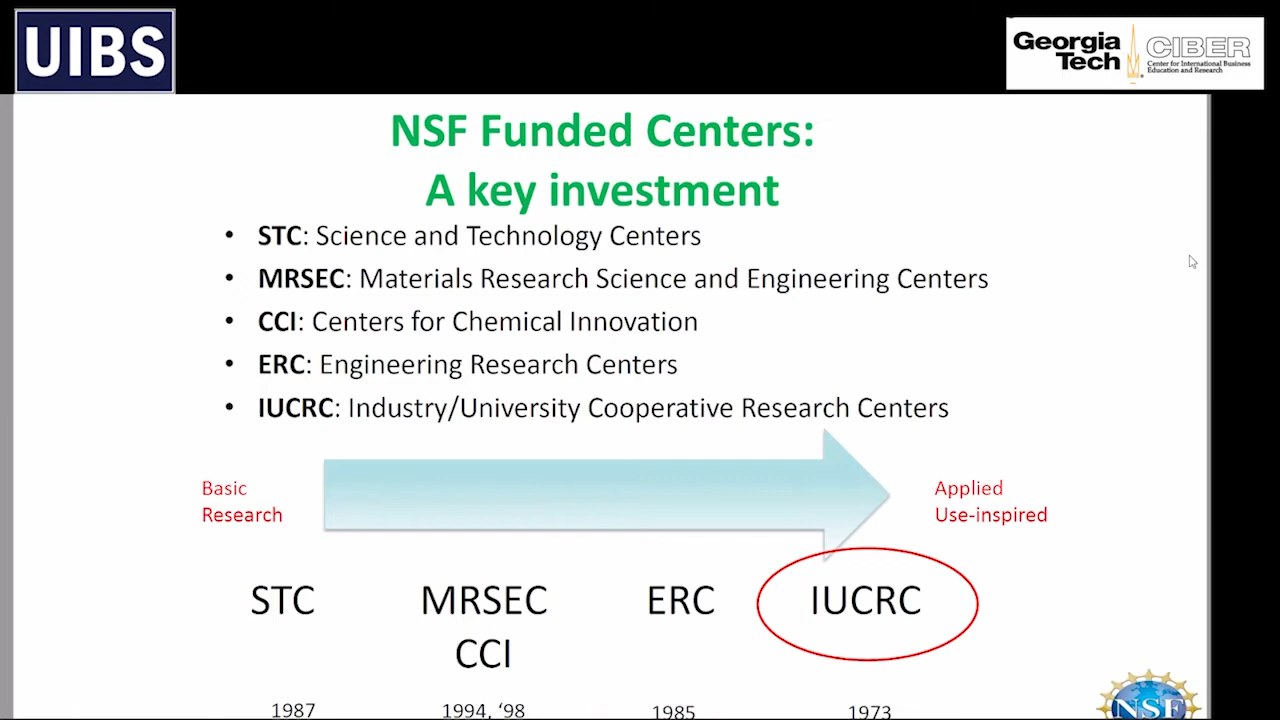 UIBS
Georgia Tech
CIBER
Center for International Business
Education and Research
NSF Funded Centers:
A key investment
• STC: Science and Technology Centers
• MRSEC: Materials Research Science and Engineering Centers
• CCI: Centers for Chemical Innovation
• ERC: Engineering Research Centers
• IUCRC: Industry/University Cooperative Research Centers
Basic
Research
Applied
Use-inspired
STC MRSEC ERC IUCRC
CCI
1987 1994, ‘98 1985 1973
NSF